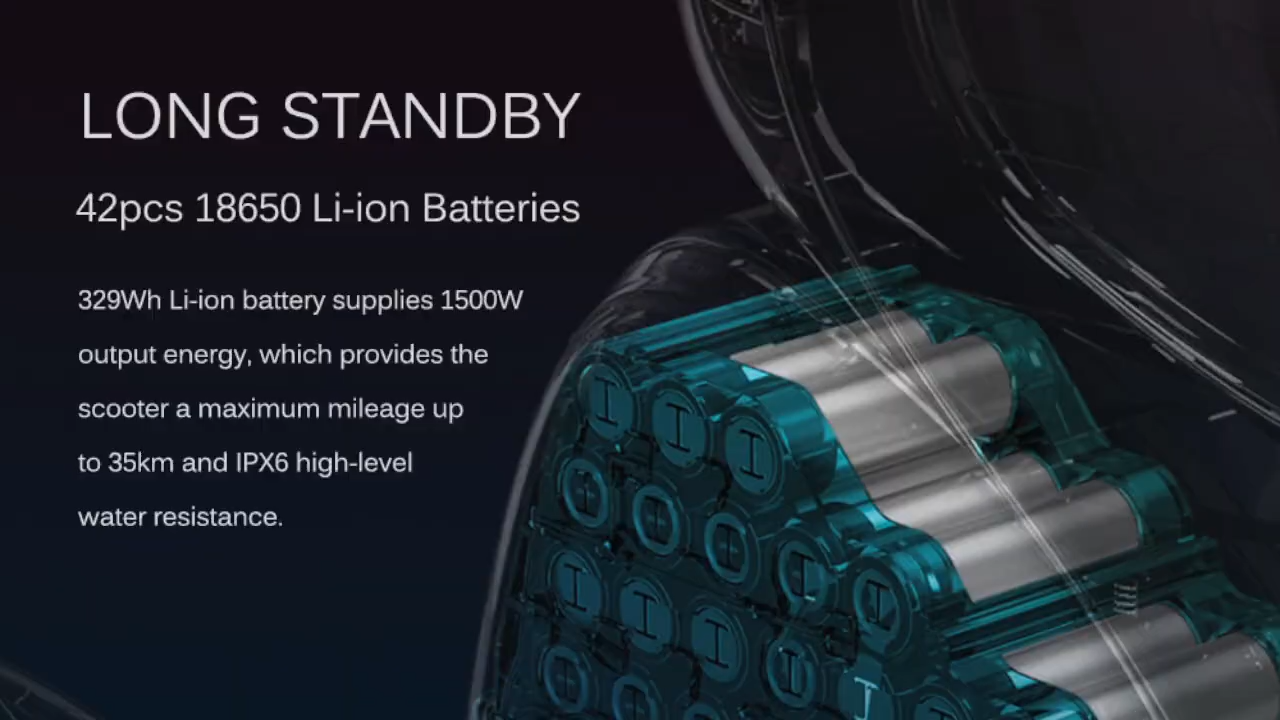 LONG STANDBY
42pcs 18650 Li-ion Batteries
329Wh Li-ion battery supplies 1500W
output energy, which provides the
scooter a maximum mileage up
to 35km and IPX6 high-level
water resistance.